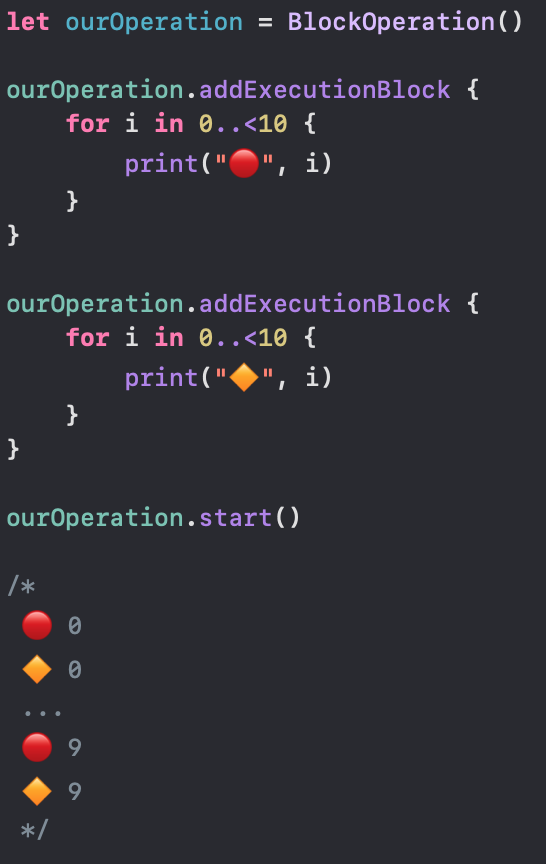 let ourOperation = BlockOperation()
ourOperation.addExecutionBlock {
for i in 0..<10 {
print("🔴", i)
}
}
ourOperation.addExecutionBlock {
for i in 0..<10 {
print("🔶", i)
}
}
ourOperation.start()
/*
🔴 0
🔶 0
...
🔴 9
🔶 9
*/